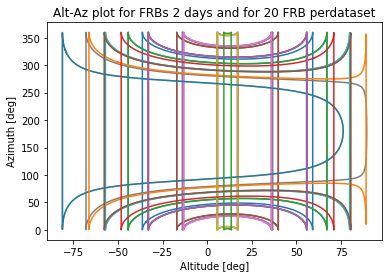 Alt-Az plot for FRBs 2 days and for 20 FRB perdataset
Azimuth [deg]
350
300
250
200
150
100
50
0
−75 −50 −25 0 25 50 75
Altitude [deg]